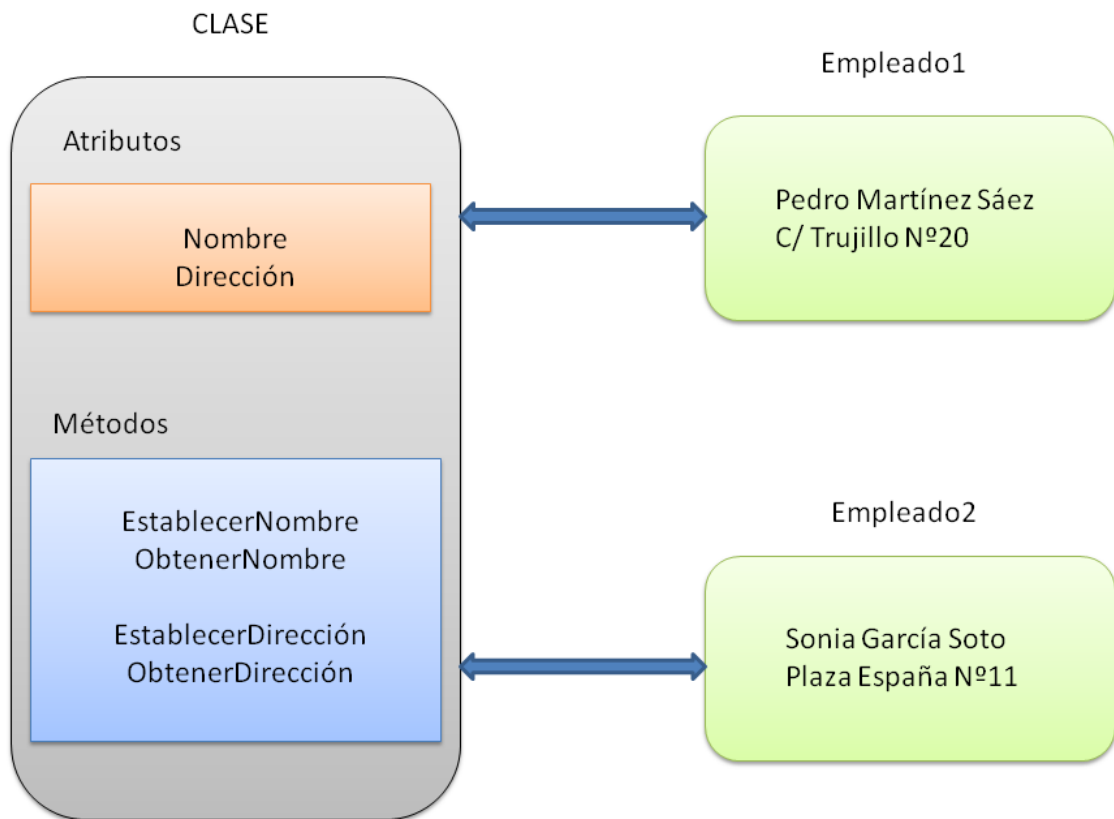 CLASE
Atributos
Nombre
Dirección
Métodos
EstablecerNombre
ObtenerNombre
EstablecerDirección
ObtenerDirección
Empleado1
Pedro Martínez Sáez
C/ Trujillo Nº20
Empleado2
Sonia García Soto
Plaza España Nº11